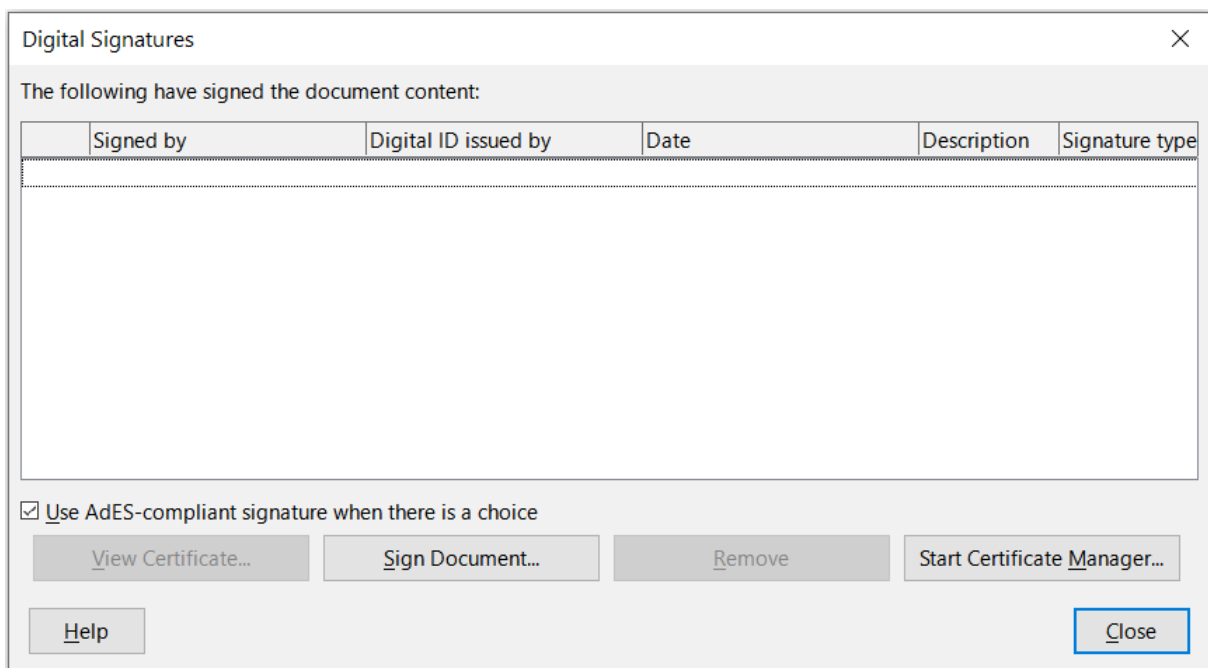 Digital Signatures
The following have signed the document content:
Signed by Digital ID issued by Date Description Signature type
Use AdES-compliant signature when there is a choice
View Certificate... Sign Document... Remove Start Certificate Manager...
Help Close